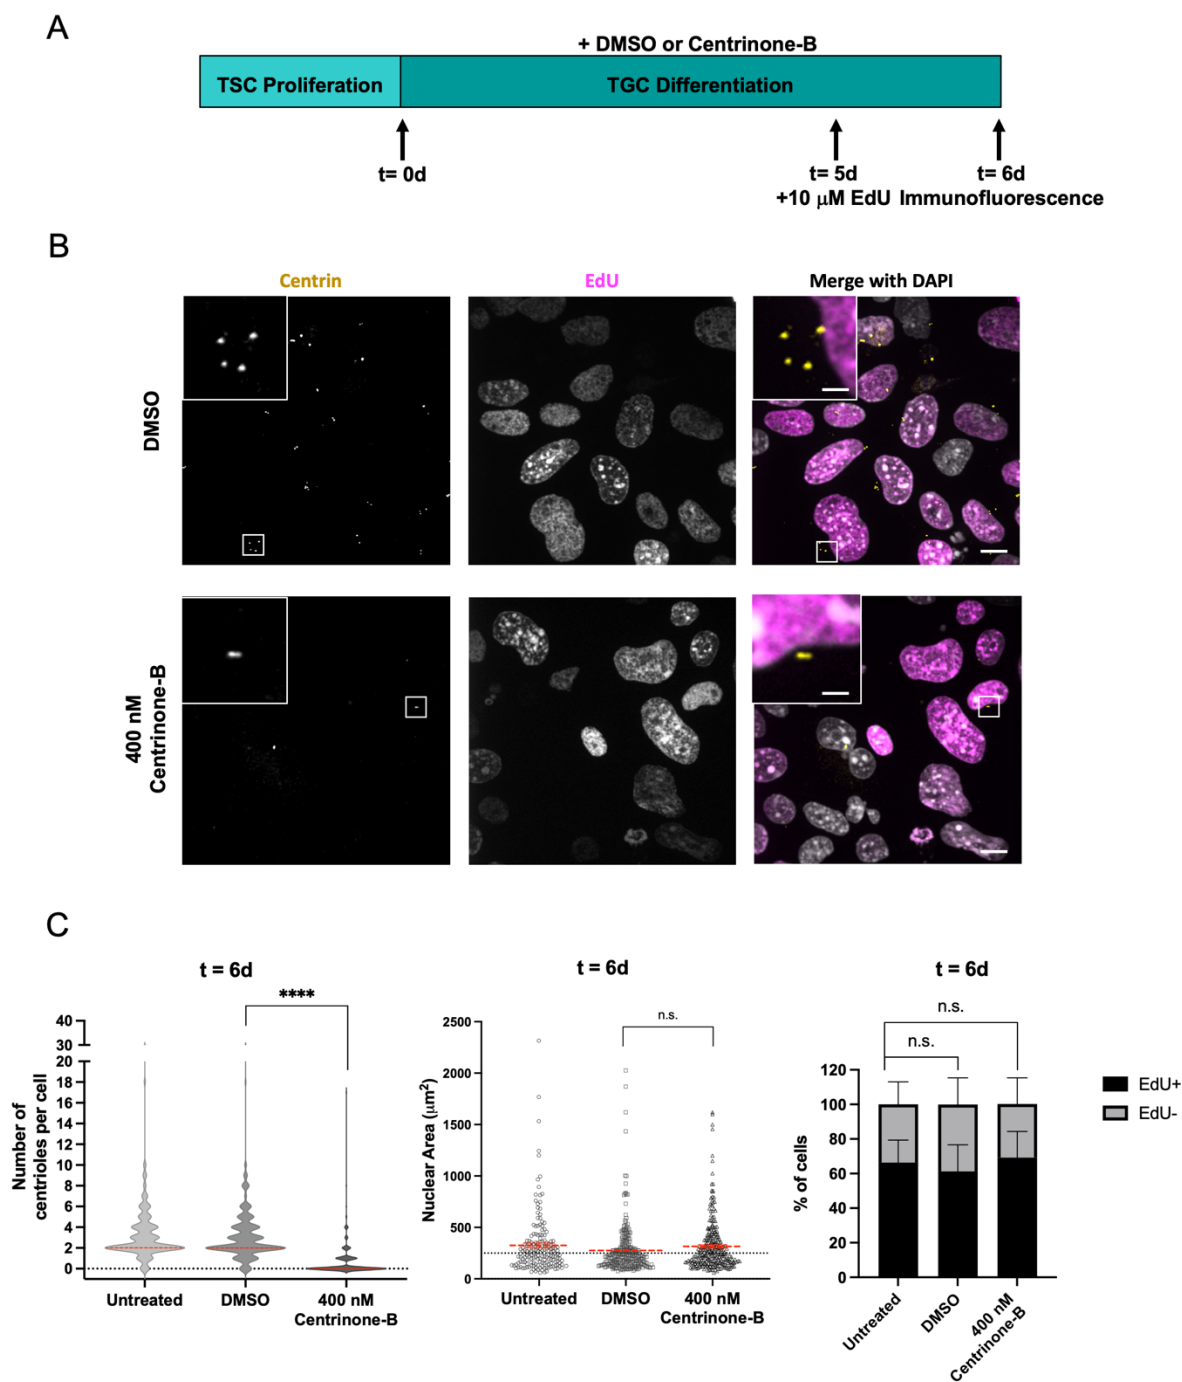 A
+ DMSO or Centrinone-B
TSC Proliferation
TGC Differentiation
t= 0d
t= 5d
+10 μM EdU
t= 6d
Immunofluorescence
B
Centrin
EdU
Merge with DAPI
DMSO
400 nM
Centrinone-B
C
t = 6d
****
Number of
centrioles per cell
40
30
20
18
16
14
12
10
8
6
4
2
0
Untreated
DMSO
400 nM
Centrinone-B
t = 6d
n.s.
Nuclear Area (μm²)
2500
2000
1500
1000
500
0
Untreated
DMSO
400 nM
Centrinone-B
t = 6d
n.s.
n.s.
% of cells
120
100
80
60
40
20
0
Untreated
DMSO
400 nM
Centrinone-B
EdU+
EdU-